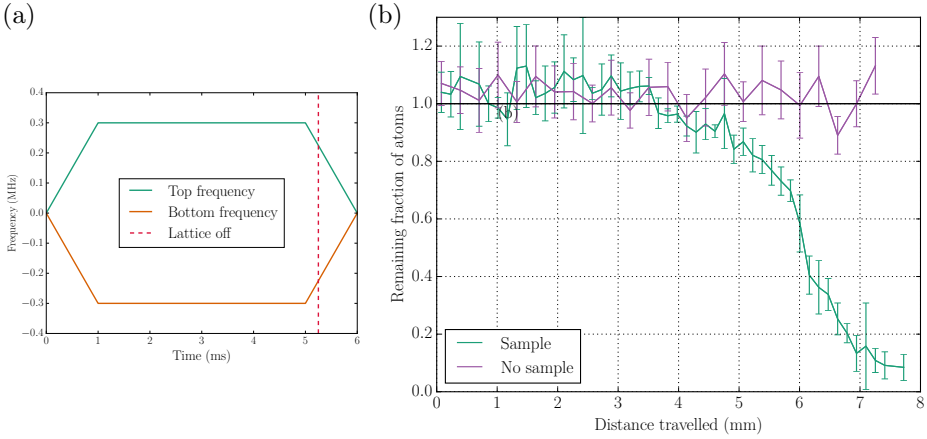 (a)
0.4
0.3
0.2
0.1
0.0
−0.1
−0.2
−0.3
−0.4
Frequency (MHz)
Top frequency
Bottom frequency
Lattice off
0 1 2 3 4 5 6
Time (ms)
(b)
1.2
1.0
0.8
0.6
0.4
0.2
0.0
Remaining fraction of atoms
(b)
Sample
No sample
0 1 2 3 4 5 6 7 8
Distance travelled (mm)